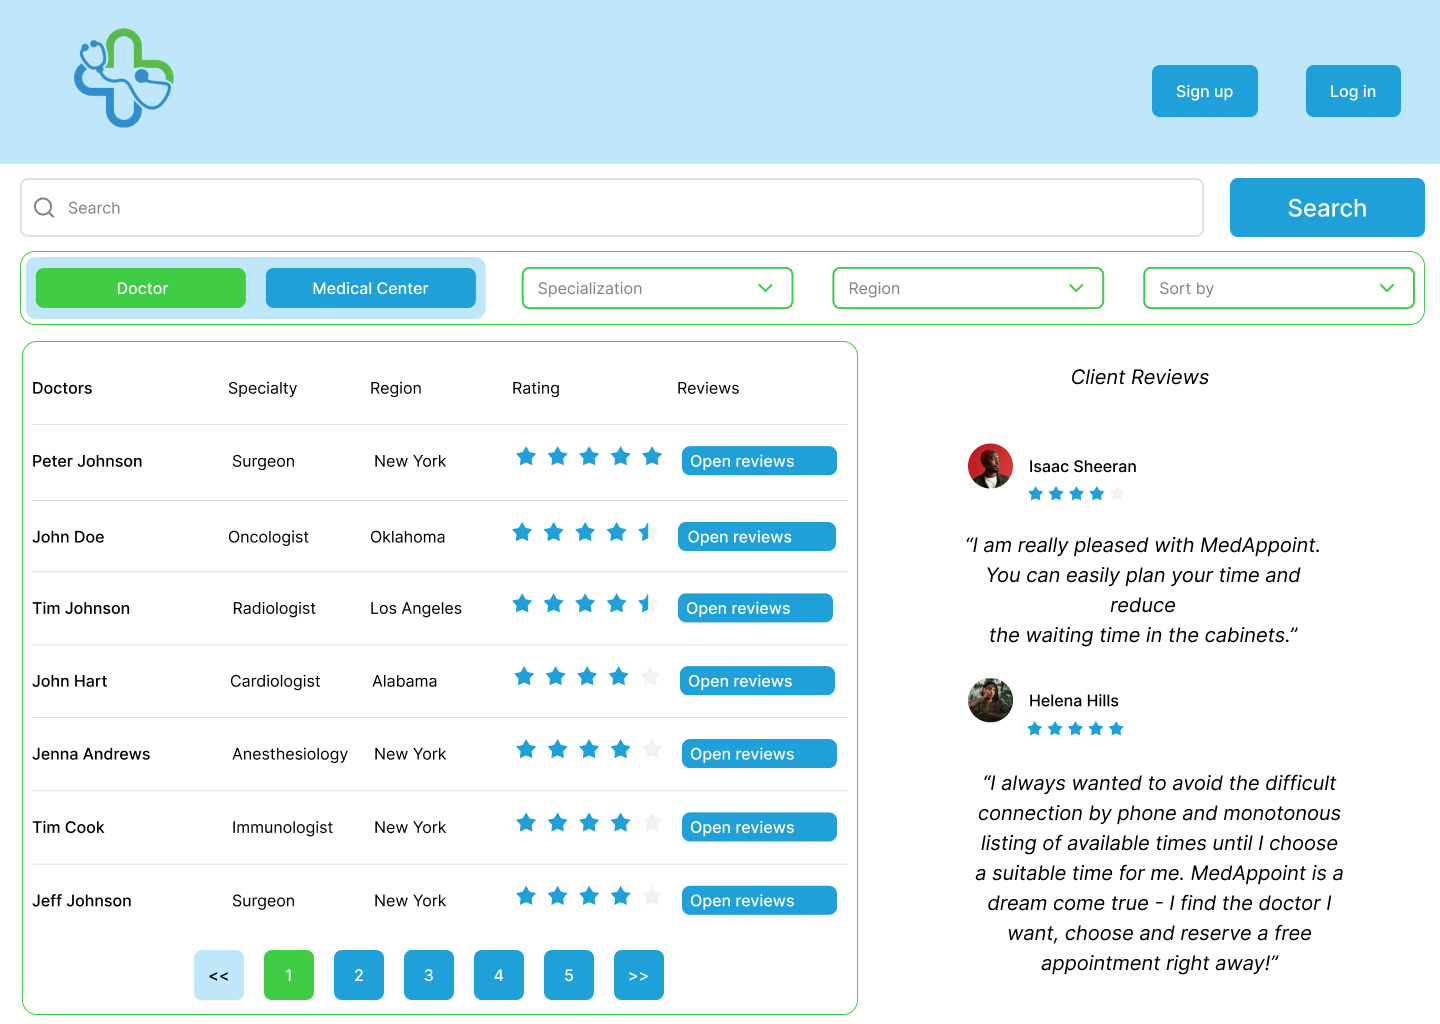 Sign up
Log in
Search
Search
Doctor
Medical Center
Specialization
Region
Sort by
Doctors Specialty Region Rating Reviews
Peter Johnson Surgeon New York Open reviews
John Doe Oncologist Oklahoma Open reviews
Tim Johnson Radiologist Los Angeles Open reviews
John Hart Cardiologist Alabama Open reviews
Jenna Andrews Anesthesiology New York Open reviews
Tim Cook Immunologist New York Open reviews
Jeff Johnson Surgeon New York Open reviews
<< 1 2 3 4 5 >>
Client Reviews
Isaac Sheeran
“I am really pleased with MedAppoint.
You can easily plan your time and
reduce
the waiting time in the cabinets.”
Helena Hills
“I always wanted to avoid the difficult
connection by phone and monotonous
listing of available times until I choose
a suitable time for me. MedAppoint is a
dream come true - I find the doctor I
want, choose and reserve a free
appointment right away!”